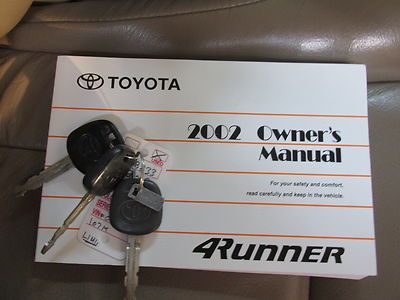 TOYOTA
2002 Owner's
Manual
For your safety and comfort,
read carefully and keep in the vehicle.
4RUNNER